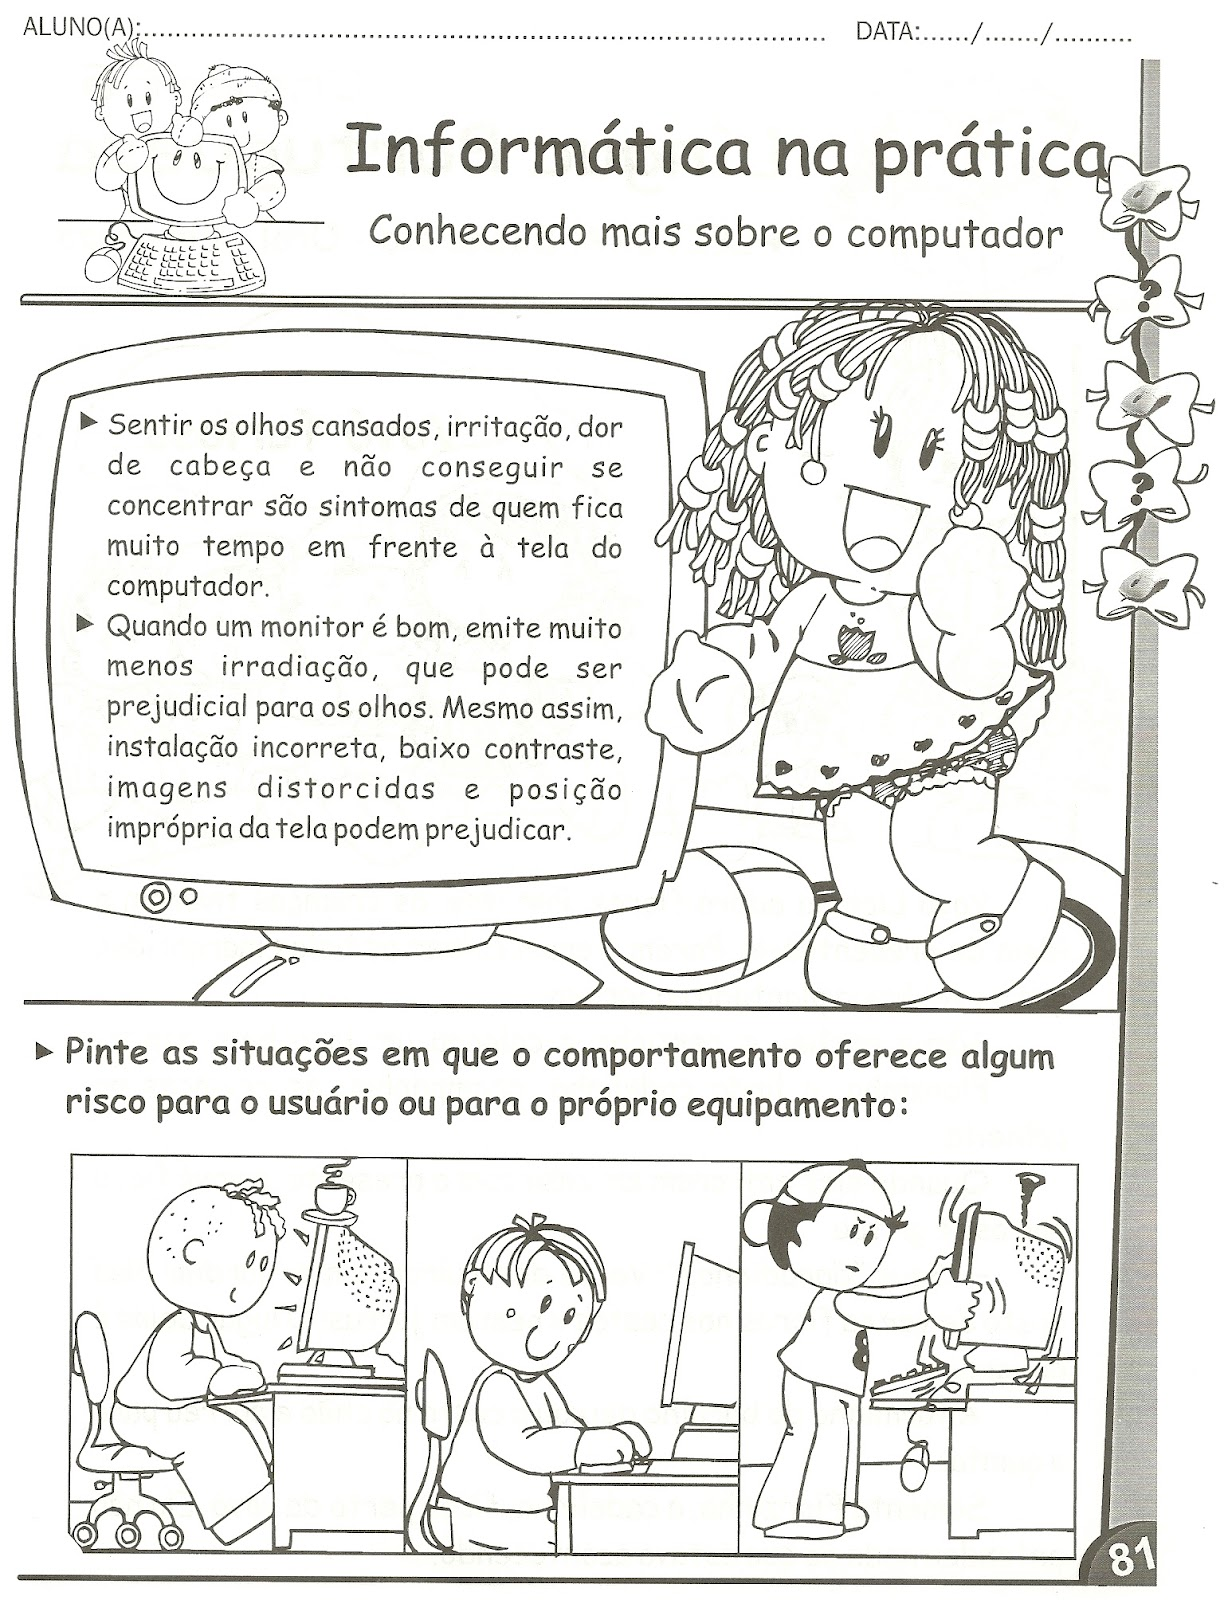 ALUNO(A):.................................................................................... DATA:....../......./..........
Informática na prática
Conhecendo mais sobre o computador
Sentir os olhos cansados, irritação, dor
de cabeça e não conseguir se
concentrar são sintomas de quem fica
muito tempo em frente à tela do
computador.
Quando um monitor é bom, emite muito
menos irradiação, que pode ser
prejudicial para os olhos. Mesmo assim,
instalação incorreta, baixo contraste,
imagens distorcidas e posição
imprópria da tela podem prejudicar.
? 
?
Pinte as situações em que o comportamento oferece algum
risco para o usuário ou para o próprio equipamento:
81